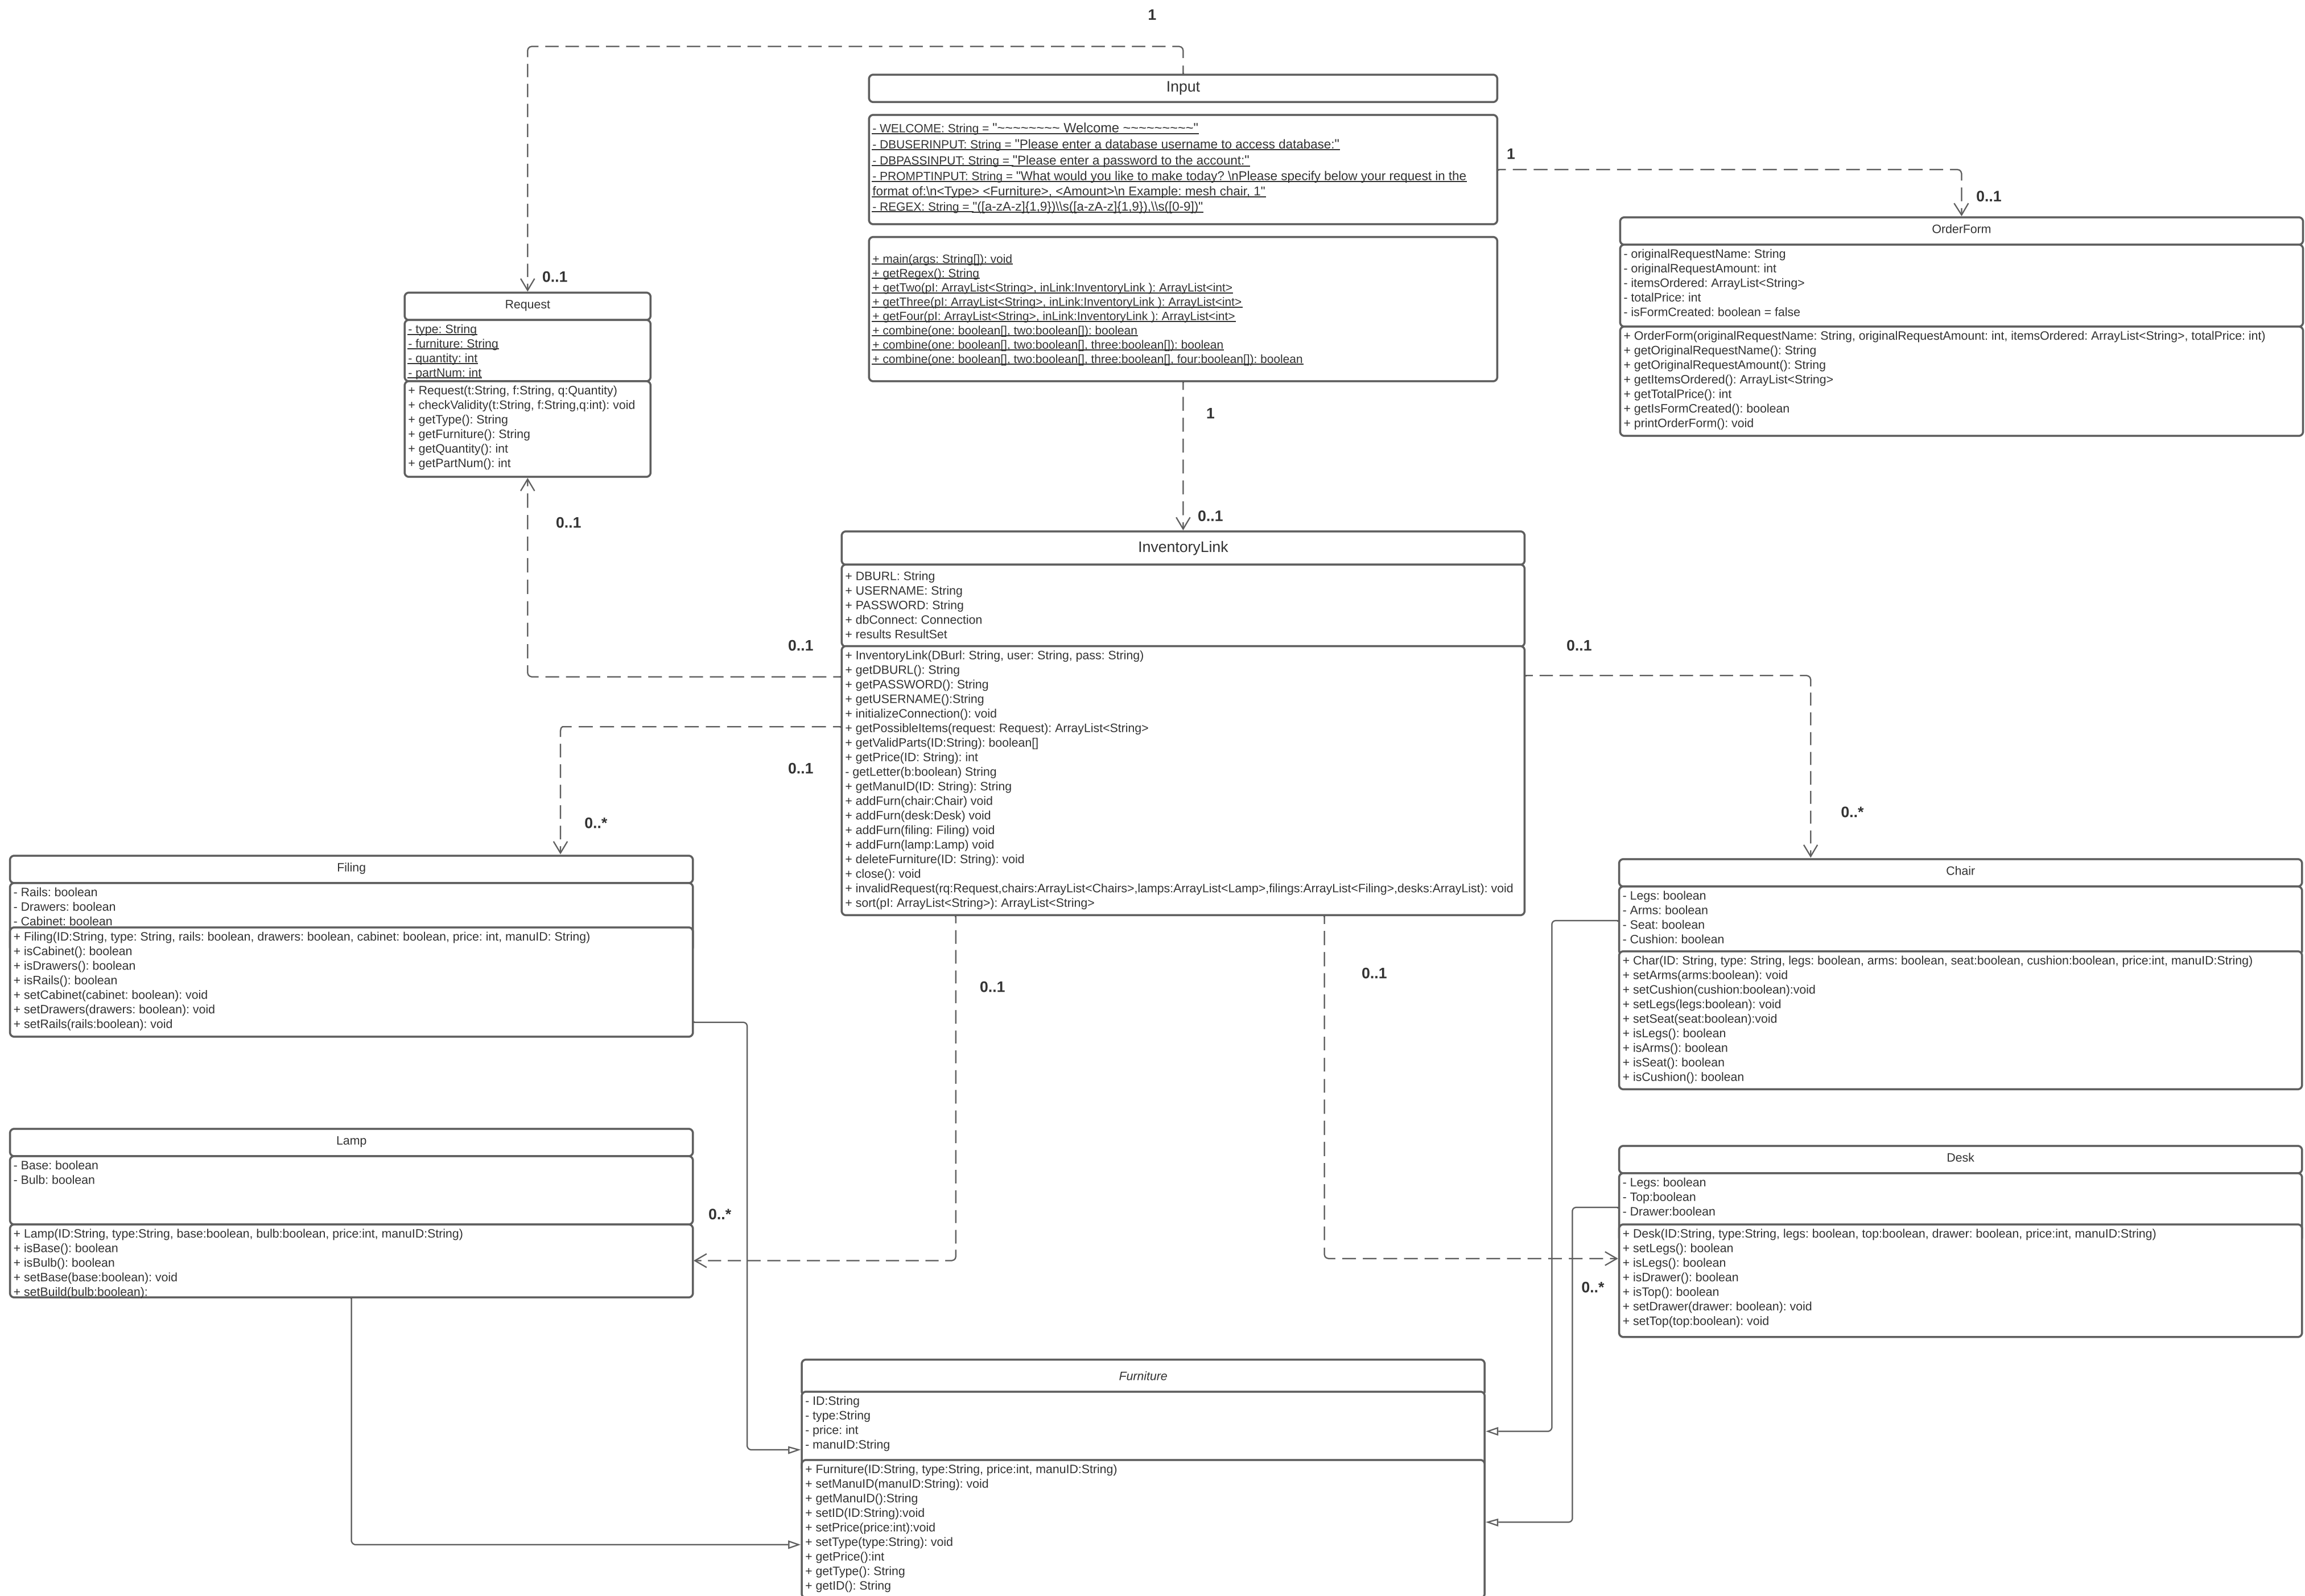 1
Input
- WELCOME: String = "~~~~~~~~ Welcome ~~~~~~~~~"
- DBUSERINPUT: String = "Please enter a database username to access database:"
- DBPASSINPUT: String = "Please enter a password to the account:"
- PROMPTINPUT: String = "What would you like to make today? \nPlease specify below your request in the
format of:\n<Type> <Furniture>, <Amount>\n Example: mesh chair, 1"
- REGEX: String = "([a-zA-z]{1,9})\\s([a-zA-z]{1,9}),\\s([0-9])"
+ main(args: String[]): void
+ getRegex(): String
+ getTwo(pI: ArrayList<String>, inLink:InventoryLink ): ArrayList<int>
+ getThree(pI: ArrayList<String>, inLink:InventoryLink ): ArrayList<int>
+ getFour(pI: ArrayList<String>, inLink:InventoryLink ): ArrayList<int>
+ combine(one: boolean[], two:boolean[]): boolean
+ combine(one: boolean[], two:boolean[], three:boolean[]): boolean
+ combine(one: boolean[], two:boolean[], three:boolean[], four:boolean[]): boolean
1
0..1
OrderForm
- originalRequestName: String
- originalRequestAmount: int
- itemsOrdered: ArrayList<String>
- totalPrice: int
- isFormCreated: boolean = false
+ OrderForm(originalRequestName: String, originalRequestAmount: int, itemsOrdered: ArrayList<String>, totalPrice: int)
+ getOriginalRequestName(): String
+ getOriginalRequestAmount(): String
+ getItemsOrdered(): ArrayList<String>
+ getTotalPrice(): int
+ getIsFormCreated(): boolean
+ printOrderForm(): void
0..1
Request
- type: String
- furniture: String
- quantity: int
- partNum: int
+ Request(t:String, f:String, q:Quantity)
+ checkValidity(t:String, f:String,q:int): void
+ getType(): String
+ getFurniture(): String
+ getQuantity(): int
+ getPartNum(): int
0..1
1
0..1
InventoryLink
+ DBURL: String
+ USERNAME: String
+ PASSWORD: String
+ dbConnect: Connection
+ results ResultSet
+ InventoryLink(DBurl: String, user: String, pass: String)
+ getDBURL(): String
+ getPASSWORD(): String
+ getUSERNAME():String
+ initializeConnection(): void
+ getPossibleItems(request: Request): ArrayList<String>
+ getValidParts(ID:String): boolean[]
+ getPrice(ID: String): int
- getLetter(b:boolean) String
+ getManuID(ID: String): String
+ addFurn(chair:Chair) void
+ addFurn(desk:Desk) void
+ addFurn(filing: Filing) void
+ addFurn(lamp:Lamp) void
+ deleteFurniture(ID: String): void
+ close(): void
+ invalidRequest(rq:Request,chairs:ArrayList<Chairs>,lamps:ArrayList<Lamp>,filings:ArrayList<Filing>,desks:ArrayList): void
+ sort(pI: ArrayList<String>): ArrayList<String>
0..1
0..1
0..1
0..*
0..*
Filing
- Rails: boolean
- Drawers: boolean
- Cabinet: boolean
+ Filing(ID:String, type: String, rails: boolean, drawers: boolean, cabinet: boolean, price: int, manuID: String)
+ isCabinet(): boolean
+ isDrawers(): boolean
+ isRails(): boolean
+ setCabinet(cabinet: boolean): void
+ setDrawers(drawers: boolean): void
+ setRails(rails:boolean): void
Chair
- Legs: boolean
- Arms: boolean
- Seat: boolean
- Cushion: boolean
+ Char(ID: String, type: String, legs: boolean, arms: boolean, seat:boolean, cushion:boolean, price:int, manuID:String)
+ setArms(arms:boolean): void
+ setCushion(cushion:boolean):void
+ setLegs(legs:boolean): void
+ setSeat(seat:boolean):void
+ isLegs(): boolean
+ isArms(): boolean
+ isSeat(): boolean
+ isCushion(): boolean
0..1
0..1
Lamp
- Base: boolean
- Bulb: boolean
+ Lamp(ID:String, type:String, base:boolean, bulb:boolean, price:int, manuID:String)
+ isBase(): boolean
+ isBulb(): boolean
+ setBase(base:boolean): void
+ setBuild(bulb:boolean):
0..*
Desk
- Legs: boolean
- Top:boolean
- Drawer:boolean
+ Desk(ID:String, type:String, legs: boolean, top:boolean, drawer: boolean, price:int, manuID:String)
+ setLegs(): boolean
+ isLegs(): boolean
+ isDrawer(): boolean
+ isTop(): boolean
+ setDrawer(drawer: boolean): void
+ setTop(top:boolean): void
0..*
Furniture
- ID:String
- type:String
- price: int
- manuID:String
+ Furniture(ID:String, type:String, price:int, manuID:String)
+ setManuID(manuID:String): void
+ getManuID():String
+ setID(ID:String):void
+ setPrice(price:int):void
+ setType(type:String): void
+ getPrice():int
+ getType(): String
+ getID(): String